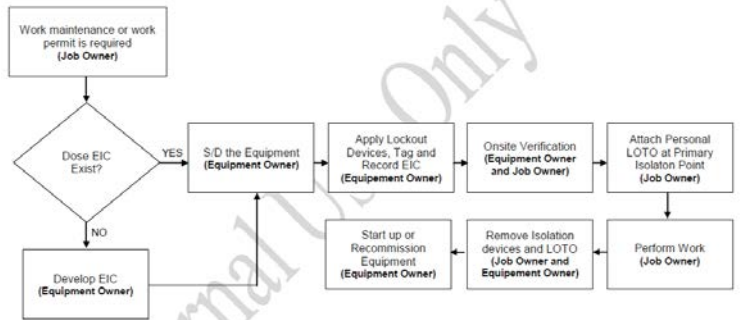 Work maintenance or work
permit is required
(Job Owner)
Dose EIC
Exist?
YES
NO
Develop EIC
(Equipment Owner)
S/D the Equipment
(Equipment Owner)
Apply Lockout
Devices, Tag and
Record EIC
(Equipement Owner)
Onsite Verification
(Equipment Owner
and Job Owner)
Attach Personal
LOTO at Primary
Isolaton Point
(Job Owner)
Perform Work
(Job Owner)
Remove Isolation
devices and LOTO
(Job Owner and
Equipement Owner)
Start up or
Recommission
Equipment
(Equipment Owner)
Only